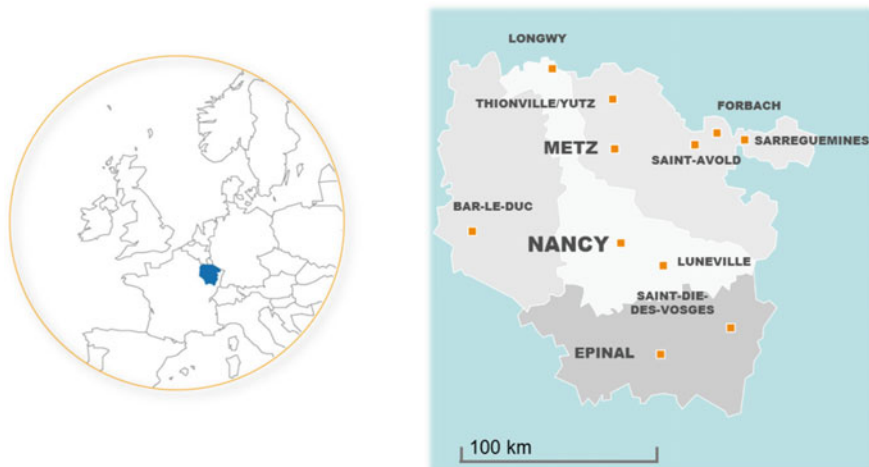 LONGWY
THIONVILLE/YUTZ
FORBACH
METZ
SARREGUEMINES
SAINT-AVOLD
BAR-LE-DUC
NANCY
LUNEVILLE
SAINT-DIE-
DES-VOSGES
EPINAL
100 km